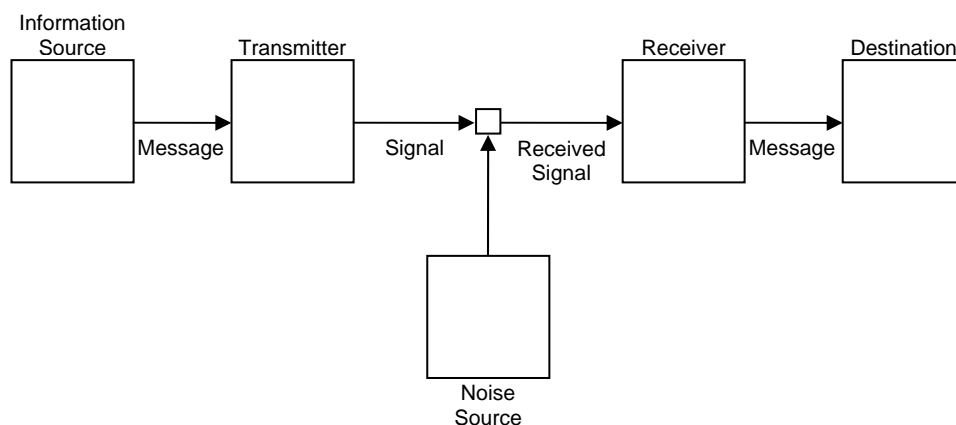 Information
Source
Transmitter
Receiver
Destination
Message
Signal
Received
Signal
Message
Noise
Source